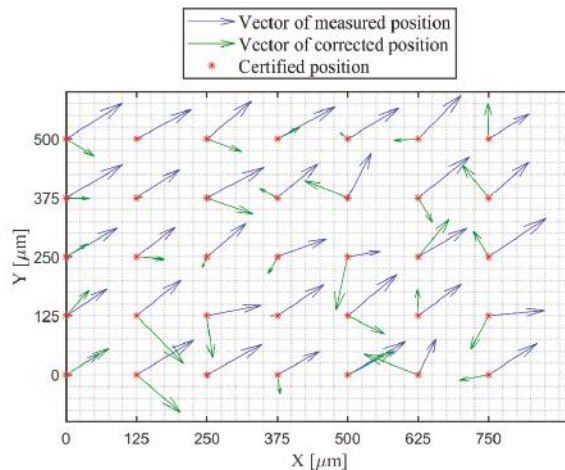 Vector of measured position
Vector of corrected position
Certified position
500
375
250
125
0
Y [μm]
0 125 250 375 500 625 750
X [μm]